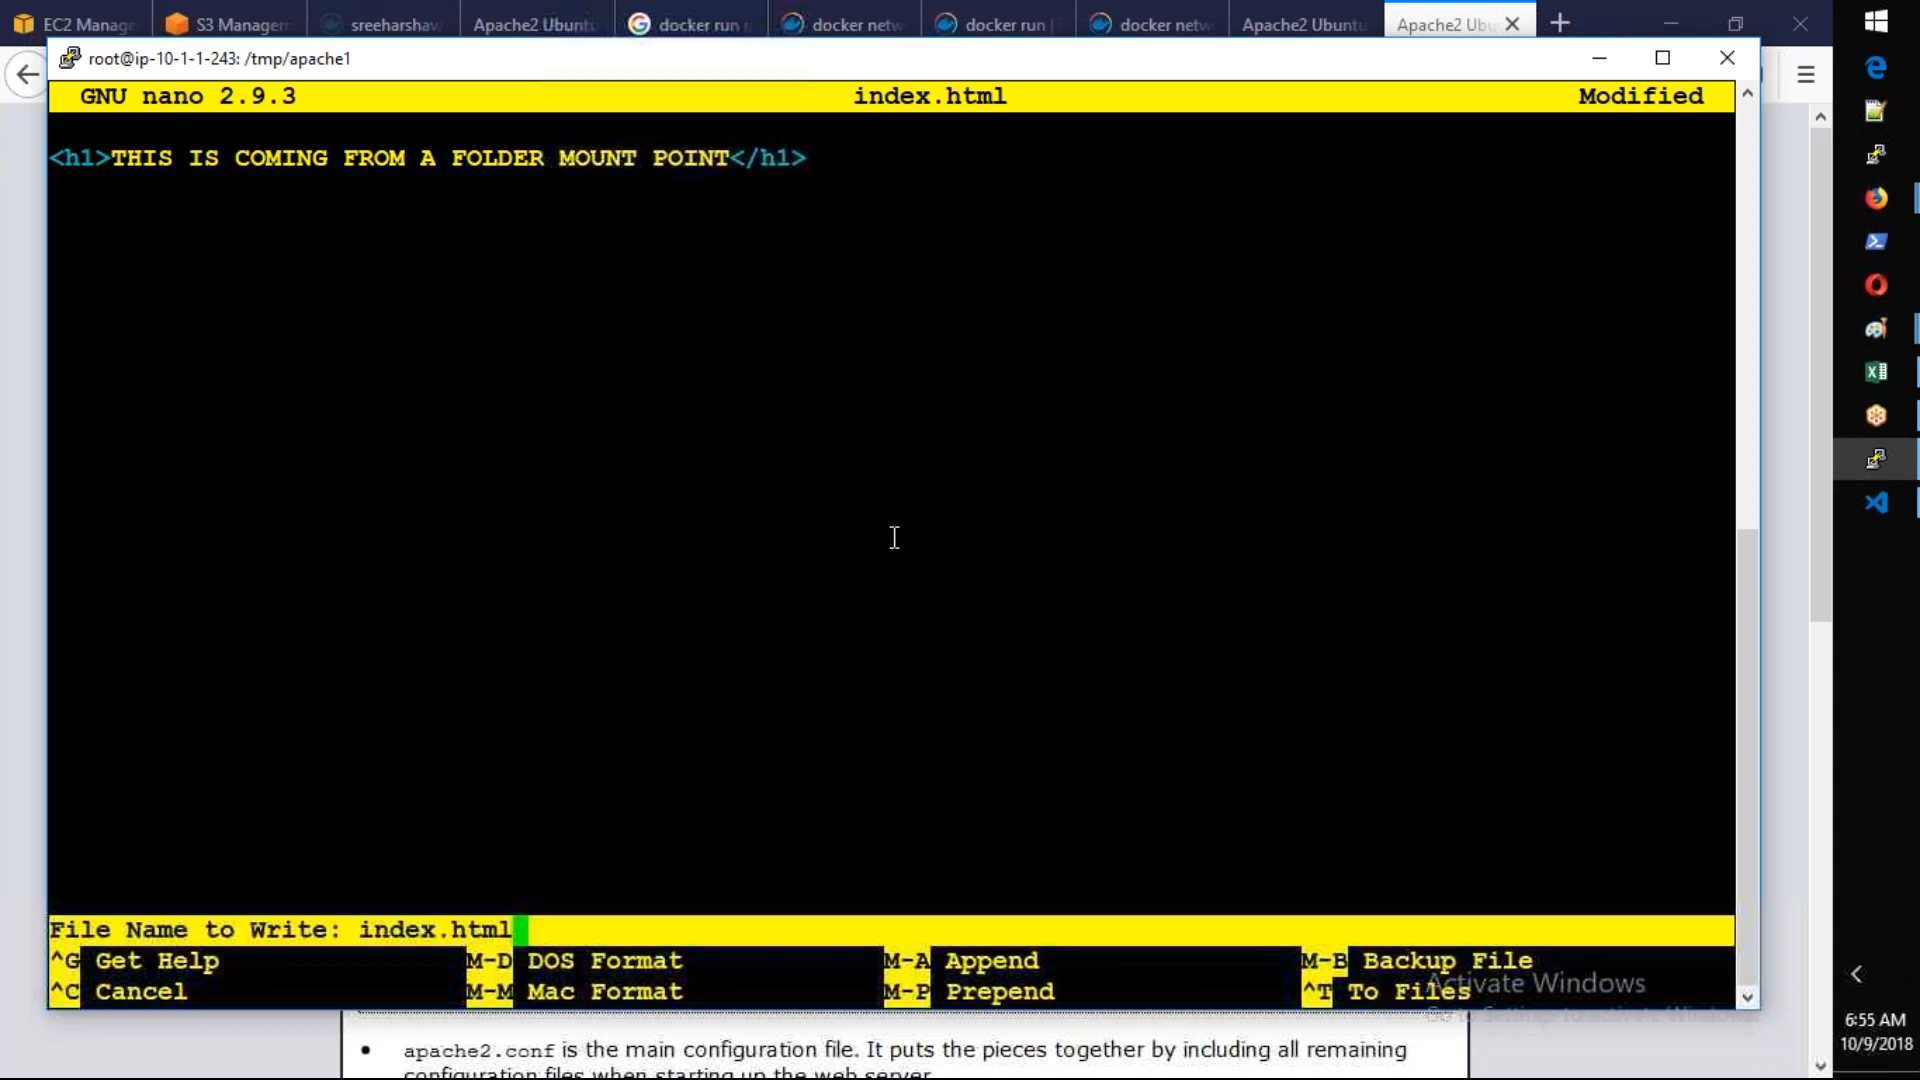 EC2 Manage
S3 Managem
sreeharshav
Apache2 Ubuntu
docker run n
docker netw
docker run |
docker netw
Apache2 Ubuntu
Apache2 Ubu
root@ip-10-1-1-243: /tmp/apache1
GNU nano 2.9.3 index.html Modified
<h1>THIS IS COMING FROM A FOLDER MOUNT POINT</h1>
File Name to Write: index.html
^G Get Help M-D DOS Format M-A Append M-B Backup File
^C Cancel M-M Mac Format M-P Prepend ^T To Files
Activate Windows
6:55 AM
10/9/2018
apache2.conf is the main configuration file. It puts the pieces together by including all remaining
configuration files when starting up the web server.